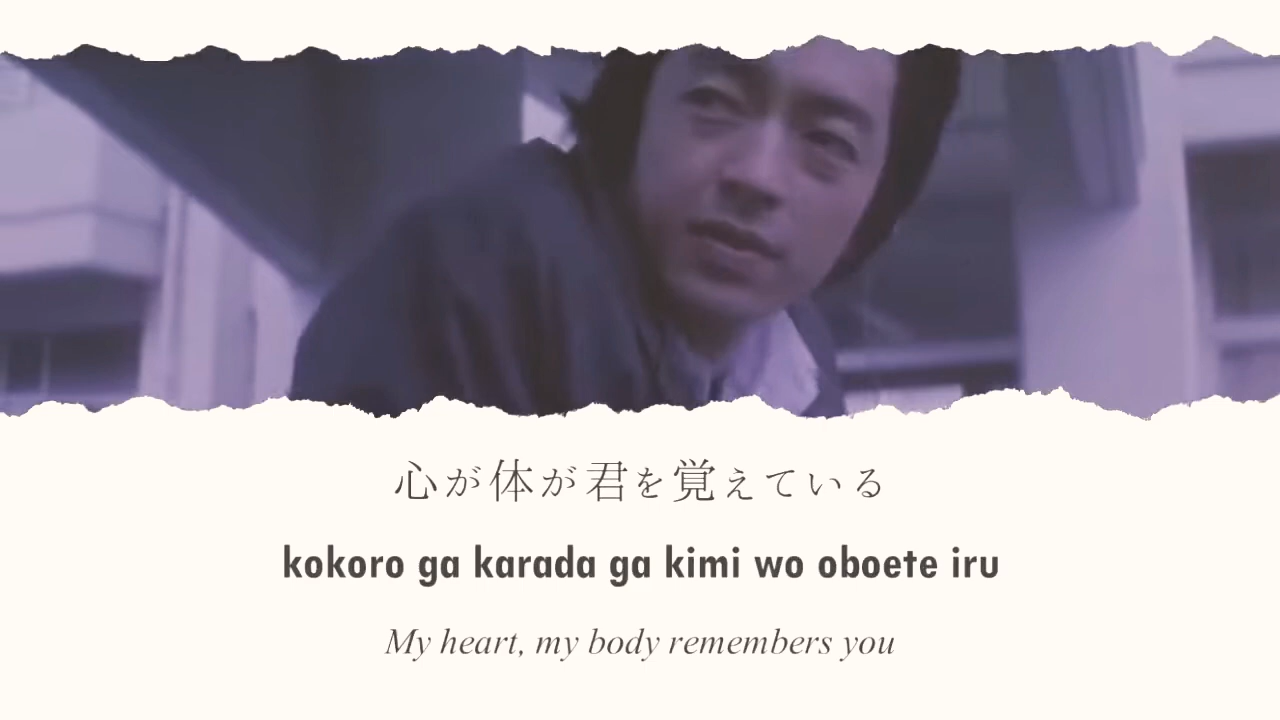 心が体が君を覚えている
kokoro ga karada ga kimi wo oboete iru
My heart, my body remembers you